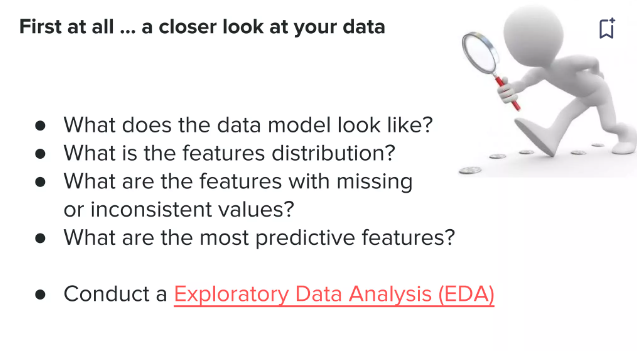 First at all ... a closer look at your data
● What does the data model look like?
● What is the features distribution?
● What are the features with missing
or inconsistent values?
● What are the most predictive features?
● Conduct a Exploratory Data Analysis (EDA)